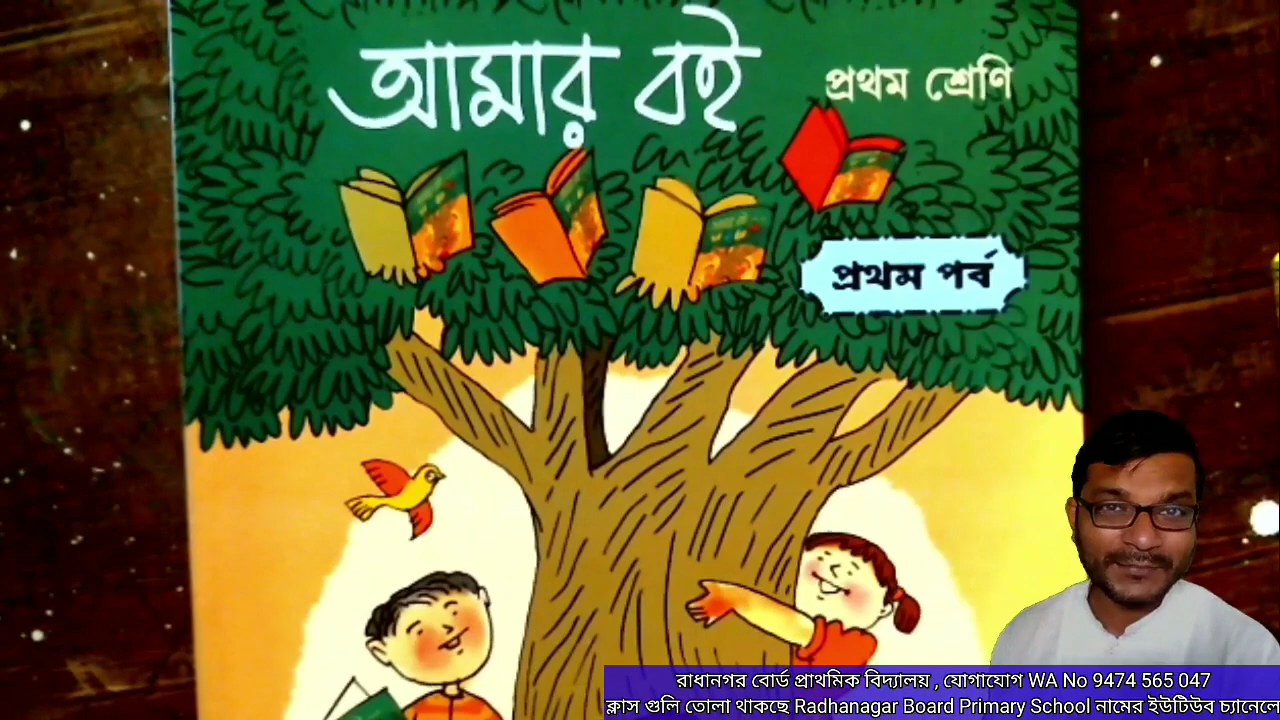 আমার বই
প্রথম শ্রেণি
প্রথম পর্ব
রাধানগর বোর্ড প্রাথমিক বিদ্যালয় , যোগাযোগ WA No 9474 565 047
ক্লাস গুলি তোলা থাকছে Radhanagar Board Primary School নামের ইউটিউব চ্যানেলে